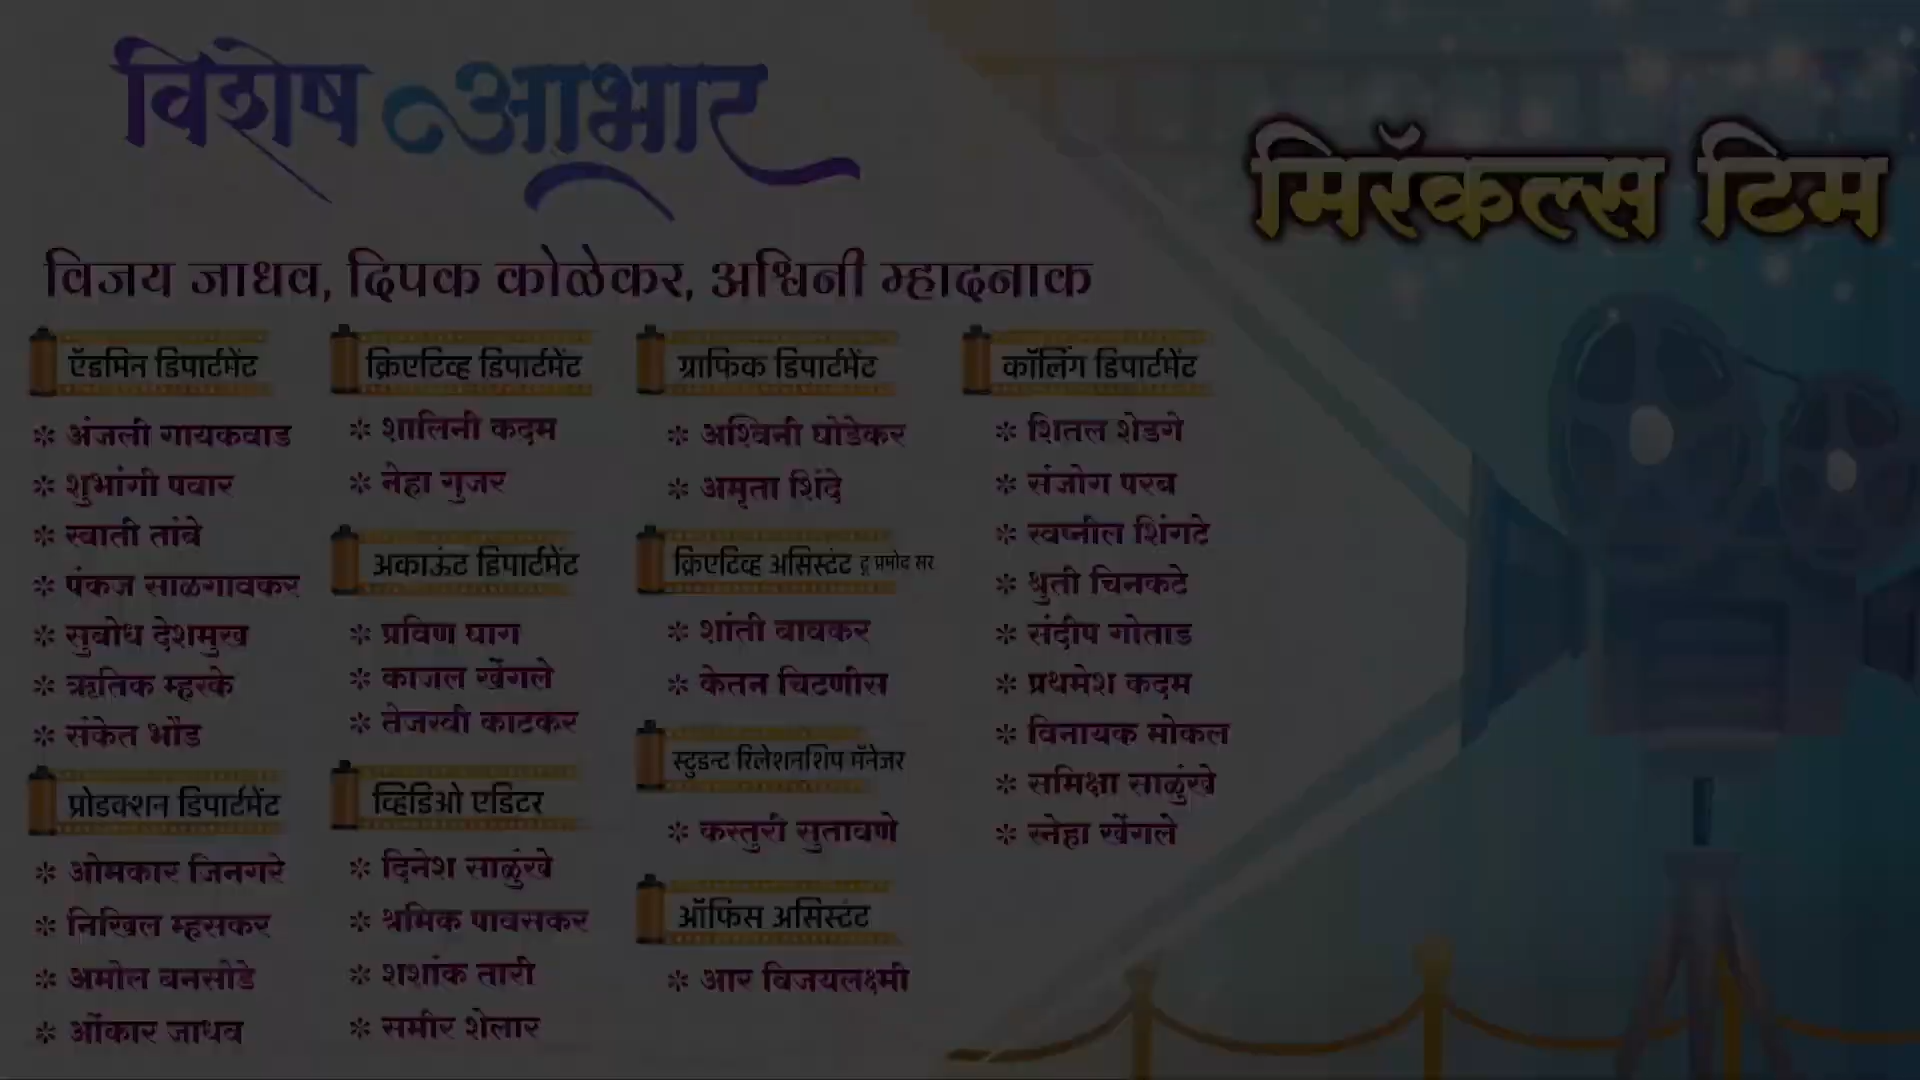 विशेष आभार
मिरॅकल्स टिम
विजय जाधव, दिपक कोळेकर, अश्विनी म्हादनाक
ऍडमिन डिपार्टमेंट
* अंजली गायकवाड
* शुभांगी पवार
* स्वाती तांबे
* पंकज साळगावकर
* सुबोध देशमुख
* ऋतिक म्हस्के
* संकेत भोंड
प्रोडक्शन डिपार्टमेंट
* ओमकार जिनगरे
* निखिल म्हसकर
* अमोल बनसोडे
* ओंकार जाधव
क्रिएटिव्ह डिपार्टमेंट
* शालिनी कदम
* नेहा गुजर
अकाऊंट डिपार्टमेंट
* प्रविण घाग
* काजल खेंगले
* तेजस्वी काटकर
व्हिडिओ एडिटर
* दिनेश साळुंखे
* श्रमिक पावसकर
* शशांक तारी
* समीर शेलार
ग्राफिक डिपार्टमेंट
* अश्विनी घोडेकर
* अमृता शिंदे
क्रिएटिव्ह असिस्टंट टू प्रमोद सर
* शांती बावकर
* केतन चिटणीस
स्टुडन्ट रिलेशनशिप मॅनेजर
* कस्तुरी सुतावणे
ऑफिस असिस्टंट
* आर विजयलक्ष्मी
कॉलिंग डिपार्टमेंट
* शितल शेडगे
* संजोग परब
* स्वप्नील शिंगटे
* श्रुती चिनकटे
* संदीप गोताड
* प्रथमेश कदम
* विनायक मोकल
* समिक्षा साळुंखे
* स्नेहा खेंगले